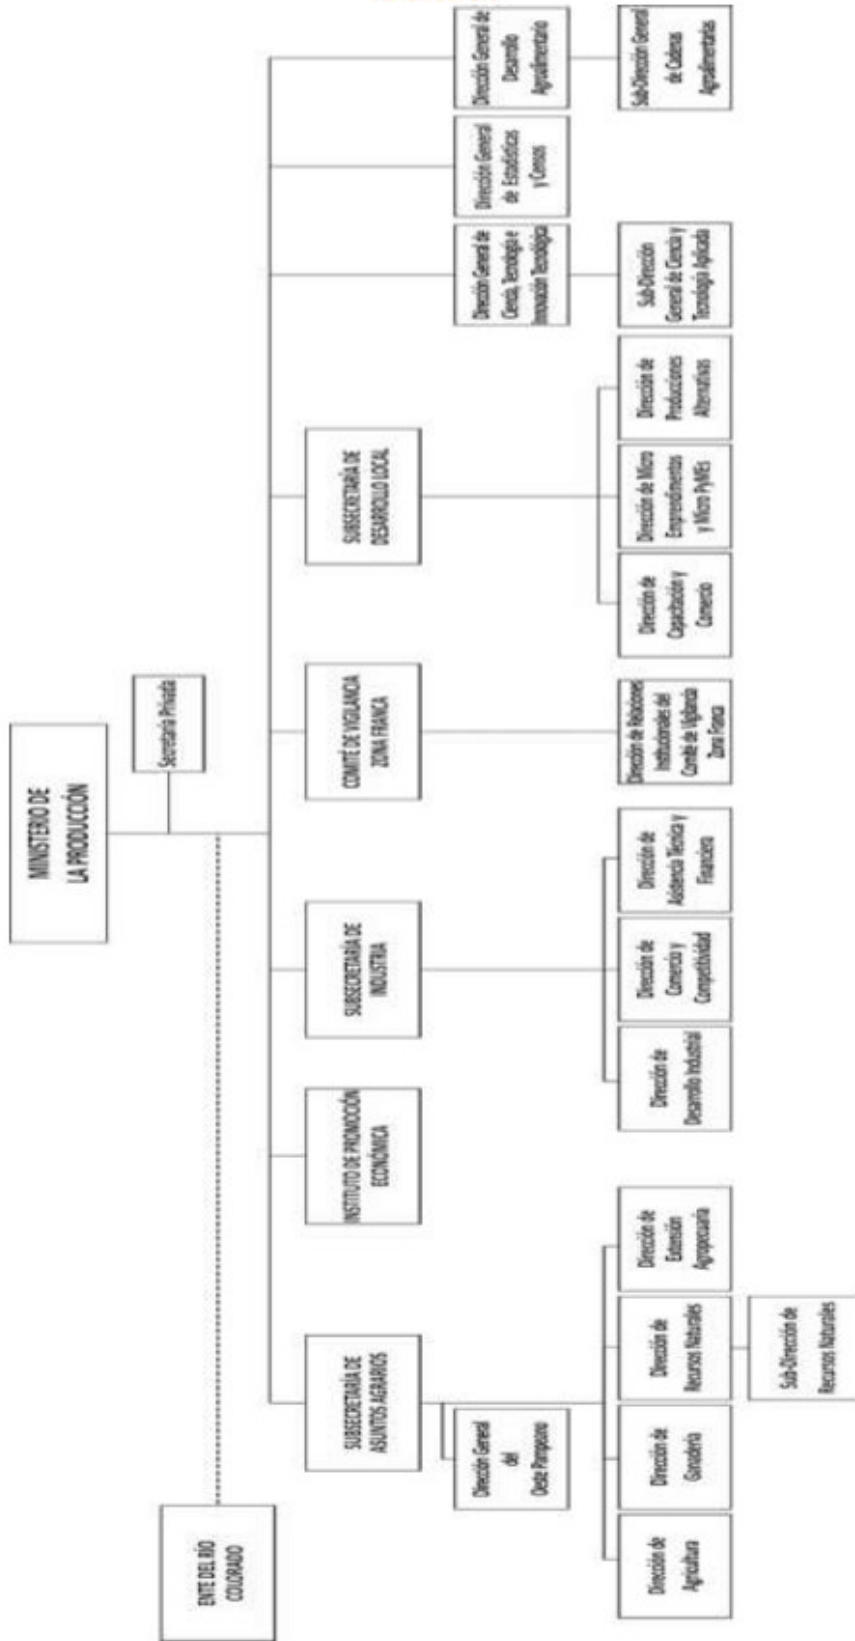 MINISTERIO DE
LA PRODUCCIÓN
Secretaría Privada
ENTE DEL RÍO
COLORADO
SUBSECRETARÍA DE
ASUNTOS AGRARIOS
INSTITUTO DE PROMOCIÓN
ECONÓMICA
SUBSECRETARÍA DE
INDUSTRIA
COMITÉ DE VIGILANCIA
ZONA FRANCA
SUBSECRETARÍA DE
DESARROLLO LOCAL
Dirección General
del
Oeste Pampeano
Dirección General de
Ciencia, Tecnología e
Innovación Tecnológica
Dirección General
de Estadísticas
y Censos
Dirección General de
Desarrollo
Agroalimentario
Dirección de
Agricultura
Dirección de
Ganadería
Dirección de
Recursos Naturales
Dirección de
Extensión
Agropecuaria
Dirección de
Desarrollo Industrial
Dirección de
Comercio y
Competitividad
Dirección de
Asistencia Técnica y
Financiera
Dirección de Relaciones
Institucionales del
Comité de Vigilancia
Zona Franca
Dirección de
Capacitación y
Comercio
Dirección de Micro
Emprendimentos
y Micro PyMEs
Dirección de
Producciones
Alternativas
Sub-Dirección
General de Ciencia y
Tecnología Aplicada
Sub-Dirección General
de Cadenas
Agroalimentarias
Sub-Dirección de
Recursos Naturales